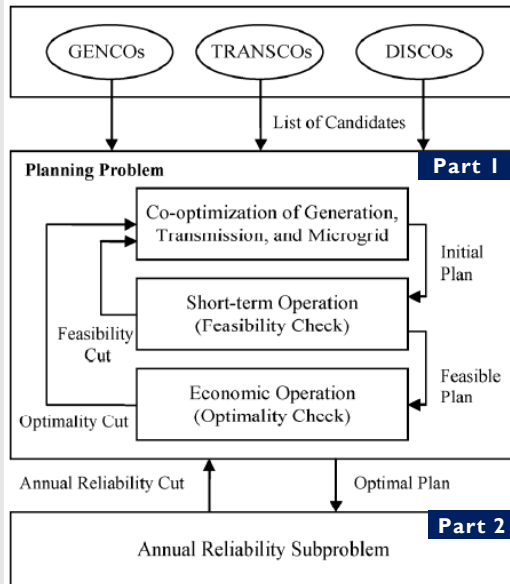 GENCOs TRANSCOs DISCOs
List of Candidates
Part 1
Planning Problem
Co-optimization of Generation,
Transmission, and Microgrid
Initial
Plan
Short-term Operation
(Feasibility Check)
Feasibility
Cut
Feasible
Plan
Economic Operation
(Optimality Check)
Optimality Cut
Annual Reliability Cut
Optimal Plan
Part 2
Annual Reliability Subproblem